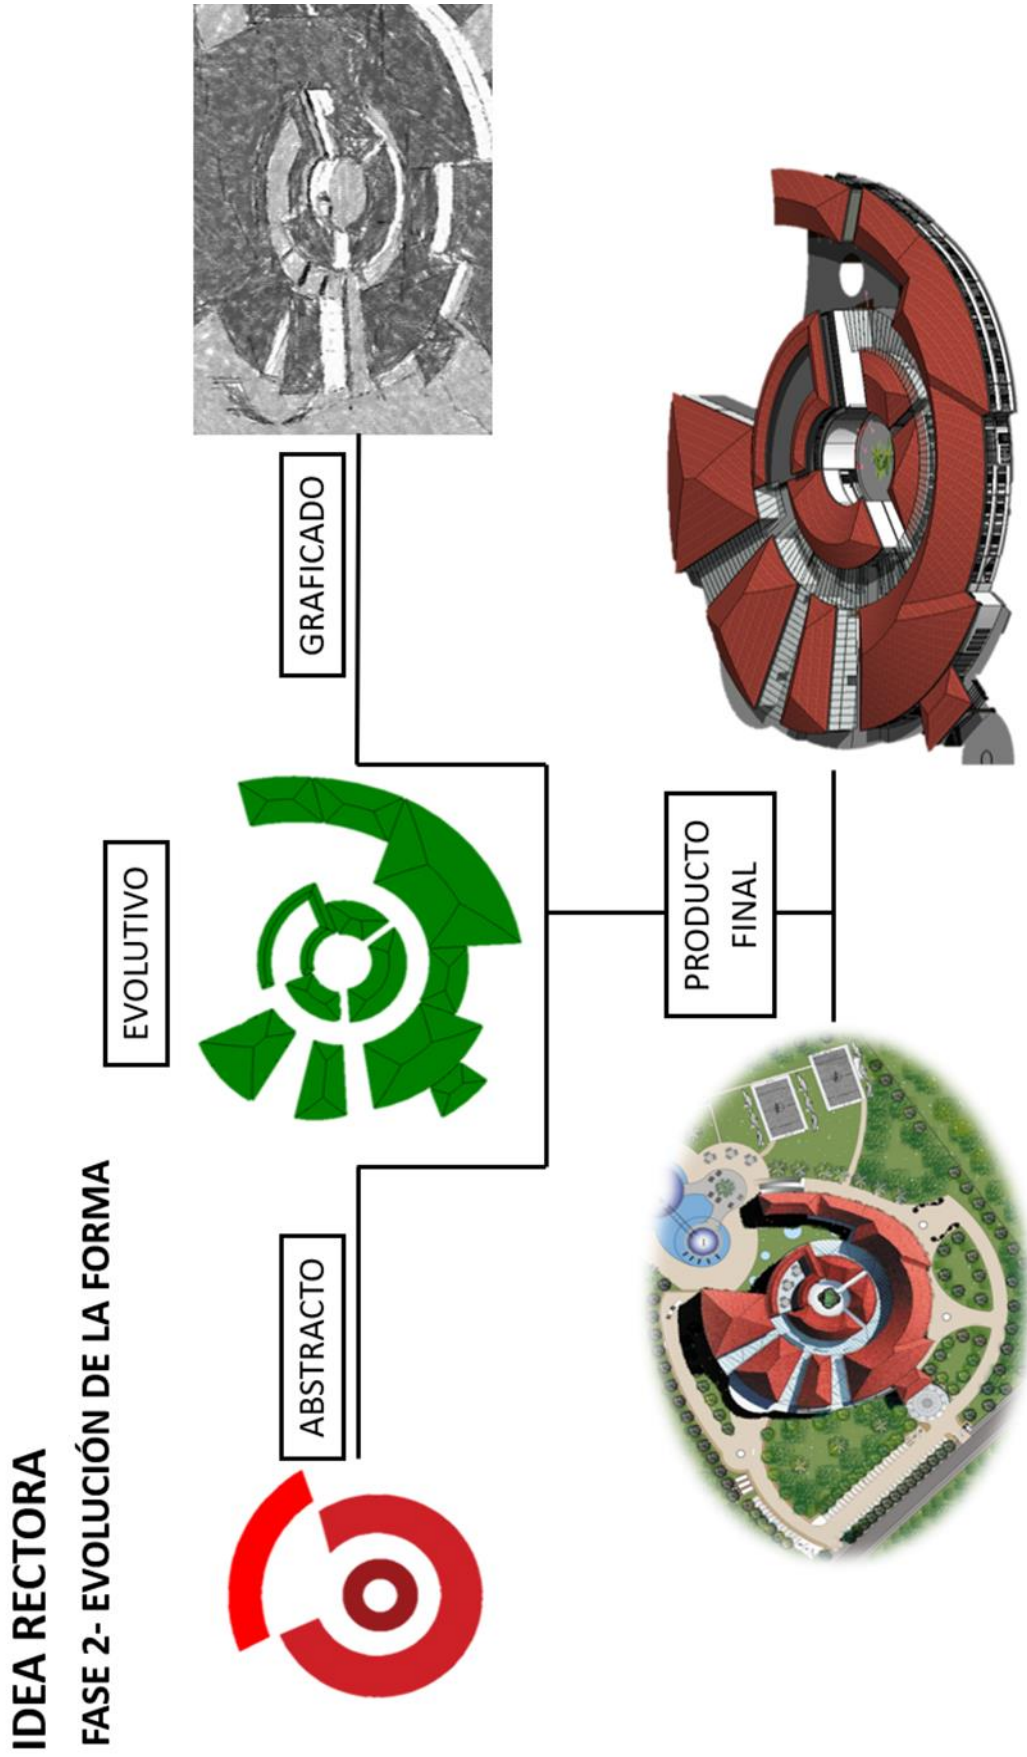 IDEA RECTORA
FASE 2- EVOLUCIÓN DE LA FORMA
ABSTRACTO
EVOLUTIVO
GRAFICADO
PRODUCTO
FINAL